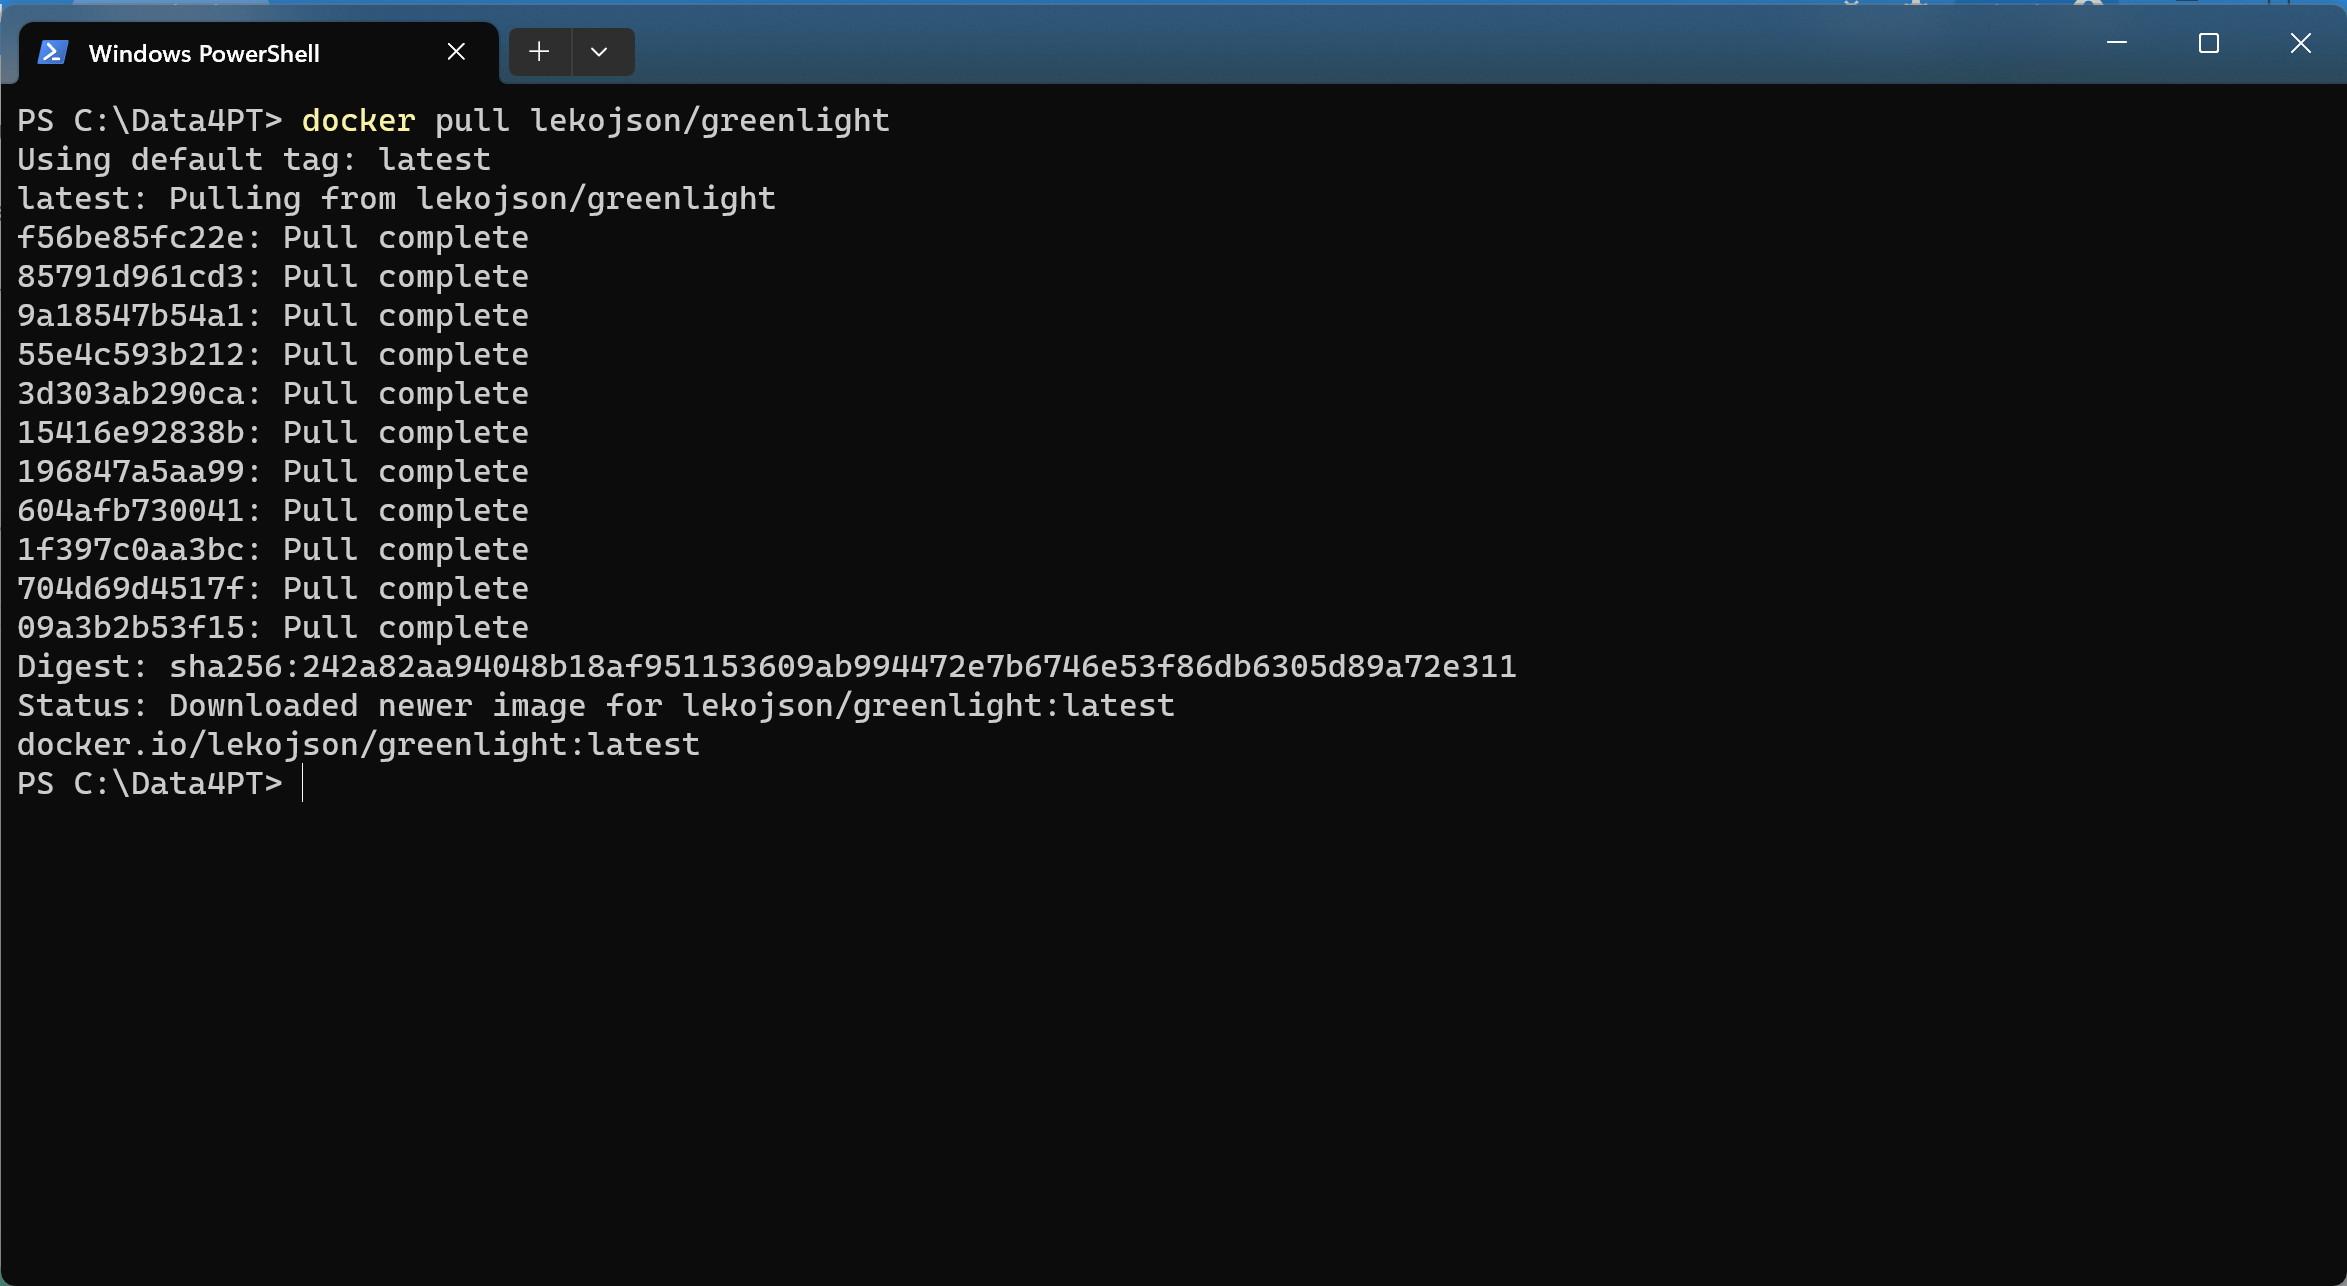 Windows PowerShell
PS C:\Data4PT> docker pull lekojson/greenlight
Using default tag: latest
latest: Pulling from lekojson/greenlight
f56be85fc22e: Pull complete
85791d961cd3: Pull complete
9a18547b54a1: Pull complete
55e4c593b212: Pull complete
3d303ab290ca: Pull complete
15416e92838b: Pull complete
196847a5aa99: Pull complete
604afb730041: Pull complete
1f397c0aa3bc: Pull complete
704d69d4517f: Pull complete
09a3b2b53f15: Pull complete
Digest: sha256:242a82aa94048b18af951153609ab994472e7b6746e53f86db6305d89a72e311
Status: Downloaded newer image for lekojson/greenlight:latest
docker.io/lekojson/greenlight:latest
PS C:\Data4PT>